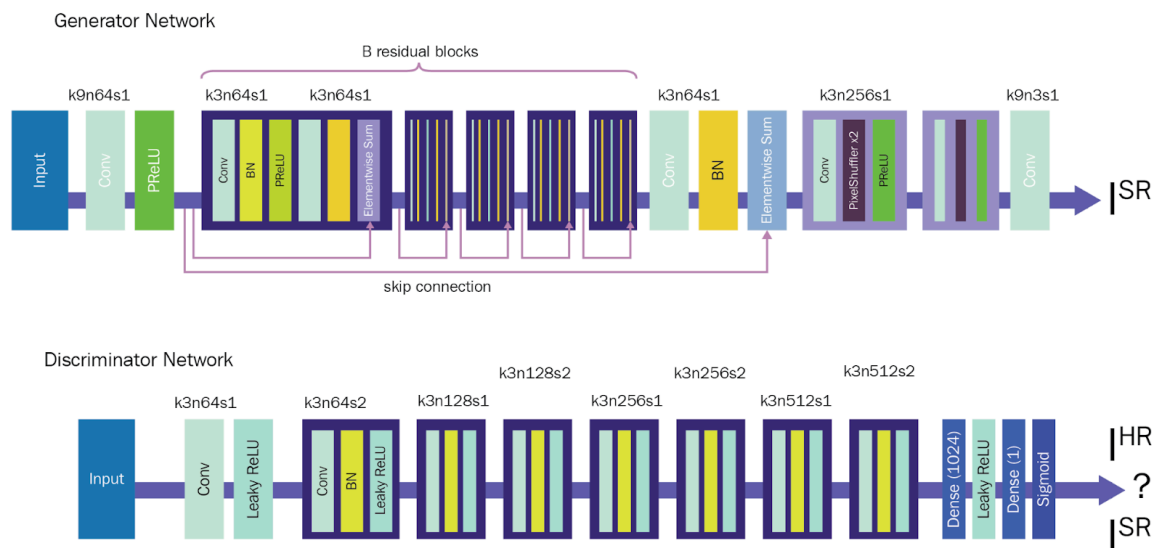 Generator Network
B residual blocks
k9n64s1
k3n64s1
k3n64s1
k3n64s1
k3n256s1
k9n3s1
Input
Conv
PReLU
Conv
BN
PReLU
Elementwise Sum
Conv
BN
Elementwise Sum
Conv
PixelShuffler x2
PReLU
Conv
I SR
skip connection
Discriminator Network
k3n128s2
k3n256s2
k3n512s2
k3n64s1
k3n64s2
k3n128s1
k3n256s1
k3n512s1
Input
Conv
Leaky ReLU
Conv
BN
Leaky ReLU
Dense (1024)
Leaky ReLU
Dense (1)
Sigmoid
I HR
?
I SR